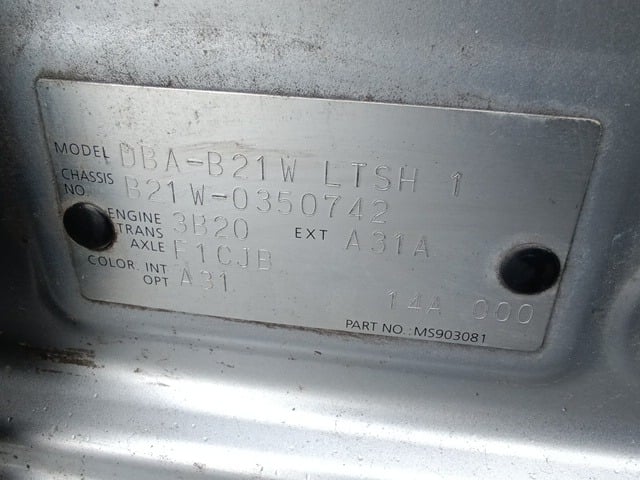 MODEL DBA-B21W LTSH 1
CHASSIS NO. B21W-0350742
ENGINE 3B20 EXT A31A
TRANS AXLE F1CJB
COLOR, INT A31
OPT 14A 000
PART NO.:MS903081